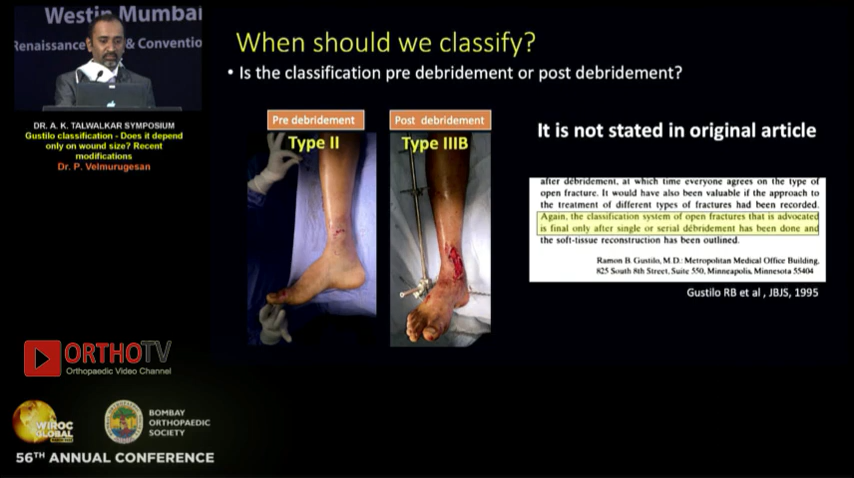 Westin Mumbai
Renaissance & Conventio
DR. A. K. TALWALKAR SYMPOSIUM
Gustilo classification - Does it depend
only on wound size? Recent
modifications
Dr. P. Velmurugesan
ORTHOTV
Orthopaedic Video Channel
WIROC
GLOBAL
BOMBAY
ORTHOPAEDIC
SOCIETY
56TH ANNUAL CONFERENCE
When should we classify?
• Is the classification pre debridement or post debridement?
Pre debridement
Type II
Post debridement
Type IIIB
It is not stated in original article
after débridement, at which time everyone agrees on the type of
open fracture. It would have also been valuable if the approach to
the treatment of different types of fractures had been recorded.
Again, the classification system of open fractures that is advocated
is final only after single or serial débridement has been done and
the soft-tissue reconstruction has been outlined.
Ramon B. Gustilo, M.D.: Metropolitan Medical Office Building,
825 South 8th Street, Suite 550, Minneapolis, Minnesota 55404
Gustilo RB et al , JBJS, 1995